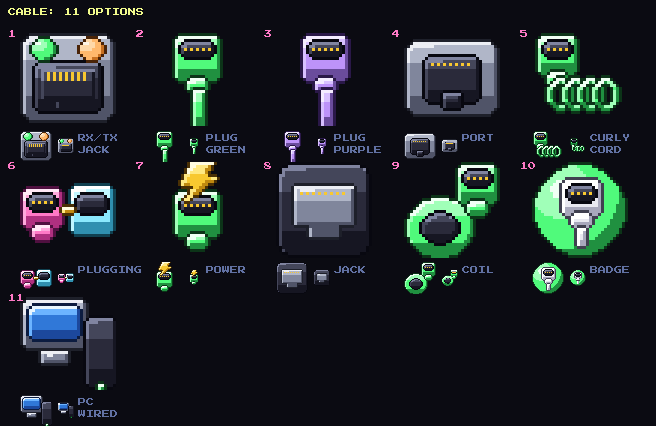 CABLE: 11 OPTIONS
1
2
3
4
5
RX/TX
JACK
PLUG
GREEN
PLUG
PURPLE
PORT
CURLY
CORD
6
7
8
9
10
PLUGGING
POWER
JACK
COIL
BADGE
11
PC
WIRED